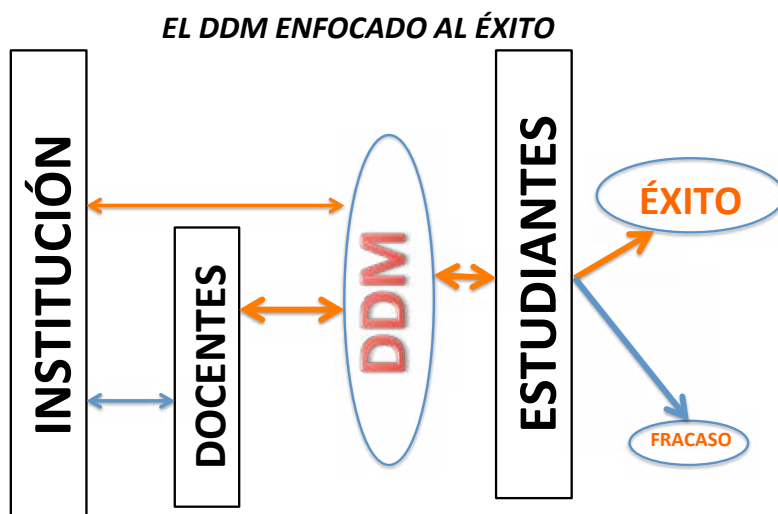 EL DDM ENFOCADO AL ÉXITO
INSTITUCIÓN
DOCENTES
DDM
ESTUDIANTES
ÉXITO
FRACASO